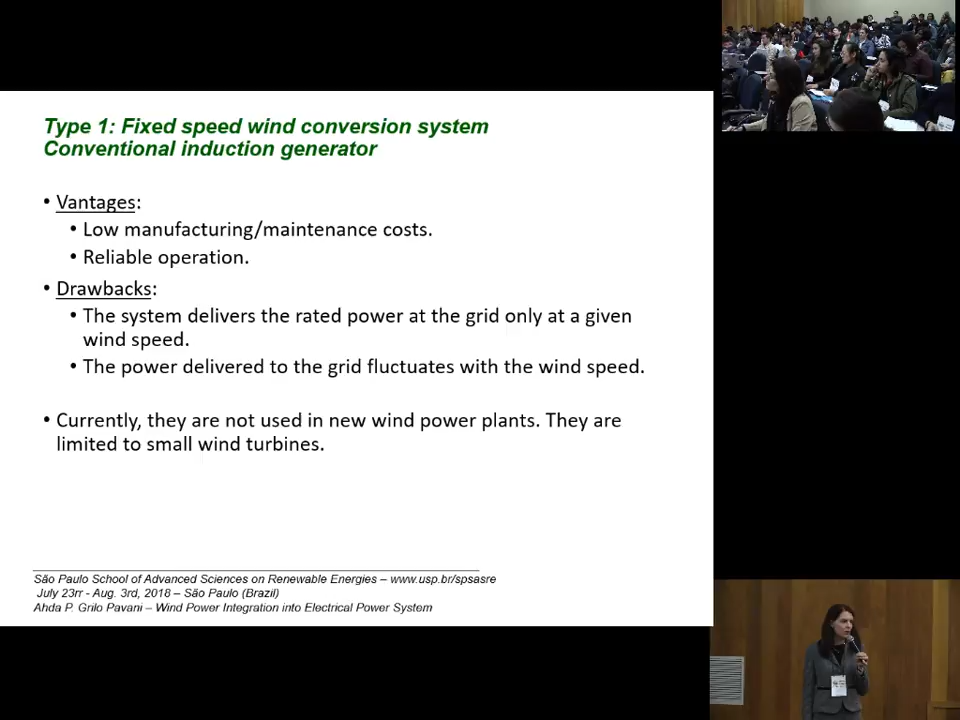 Type 1: Fixed speed wind conversion system
Conventional induction generator
• Vantages:
• Low manufacturing/maintenance costs.
• Reliable operation.
• Drawbacks:
• The system delivers the rated power at the grid only at a given
wind speed.
• The power delivered to the grid fluctuates with the wind speed.
• Currently, they are not used in new wind power plants. They are
limited to small wind turbines.
São Paulo School of Advanced Sciences on Renewable Energies – www.usp.br/spsasre
July 23rr - Aug. 3rd, 2018 – São Paulo (Brazil)
Ahda P. Grilo Pavani – Wind Power Integration into Electrical Power System